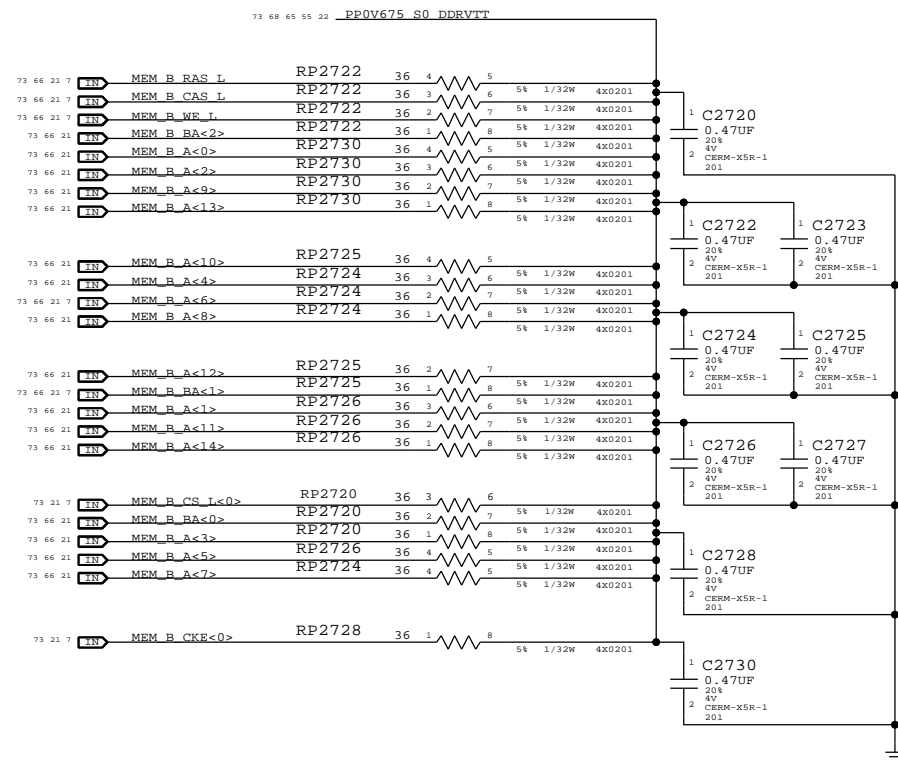 73 68 65 55 22 PP0V675_S0_DDRVTT
73 66 21 7 IN MEM_B_RAS_L RP2722 36 4 5 5% 1/32W 4X0201
73 66 21 7 IN MEM_B_CAS_L RP2722 36 3 6 5% 1/32W 4X0201
73 66 21 7 IN MEM_B_WE_L RP2722 36 2 7 5% 1/32W 4X0201
73 66 21 IN MEM_B_BA<2> RP2722 36 1 8 5% 1/32W 4X0201
73 66 21 IN MEM_B_A<0> RP2730 36 4 5 5% 1/32W 4X0201
73 66 21 IN MEM_B_A<2> RP2730 36 3 6 5% 1/32W 4X0201
73 66 21 IN MEM_B_A<9> RP2730 36 2 7 5% 1/32W 4X0201
73 66 21 IN MEM_B_A<13> RP2730 36 1 8 5% 1/32W 4X0201
73 66 21 IN MEM_B_A<10> RP2725 36 4 5 5% 1/32W 4X0201
73 66 21 7 IN MEM_B_A<4> RP2724 36 3 6 5% 1/32W 4X0201
73 66 21 7 IN MEM_B_A<6> RP2724 36 2 7 5% 1/32W 4X0201
73 66 21 IN MEM_B_A<8> RP2724 36 1 8 5% 1/32W 4X0201
73 66 21 IN MEM_B_A<12> RP2725 36 2 7 5% 1/32W 4X0201
73 66 21 7 IN MEM_B_BA<1> RP2725 36 1 8 5% 1/32W 4X0201
73 66 21 IN MEM_B_A<1> RP2726 36 3 6 5% 1/32W 4X0201
73 66 21 IN MEM_B_A<11> RP2726 36 2 7 5% 1/32W 4X0201
73 66 21 IN MEM_B_A<14> RP2726 36 1 8 5% 1/32W 4X0201
73 21 7 IN MEM_B_CS_L<0> RP2720 36 3 6 5% 1/32W 4X0201
73 66 21 7 IN MEM_B_BA<0> RP2720 36 2 7 5% 1/32W 4X0201
73 66 21 IN MEM_B_A<3> RP2720 36 1 8 5% 1/32W 4X0201
73 66 21 IN MEM_B_A<5> RP2726 36 4 5 5% 1/32W 4X0201
73 66 21 IN MEM_B_A<7> RP2724 36 4 5 5% 1/32W 4X0201
73 21 7 IN MEM_B_CKE<0> RP2728 36 1 8 5% 1/32W 4X0201
1 C2720
0.47UF
20%
4V
2 CERM-X5R-1
201
1 C2722
0.47UF
20%
4V
2 CERM-X5R-1
201
1 C2723
0.47UF
20%
4V
2 CERM-X5R-1
201
1 C2724
0.47UF
20%
4V
2 CERM-X5R-1
201
1 C2725
0.47UF
20%
4V
2 CERM-X5R-1
201
1 C2726
0.47UF
20%
4V
2 CERM-X5R-1
201
1 C2727
0.47UF
20%
4V
2 CERM-X5R-1
201
1 C2728
0.47UF
20%
4V
2 CERM-X5R-1
201
1 C2730
0.47UF
20%
4V
2 CERM-X5R-1
201